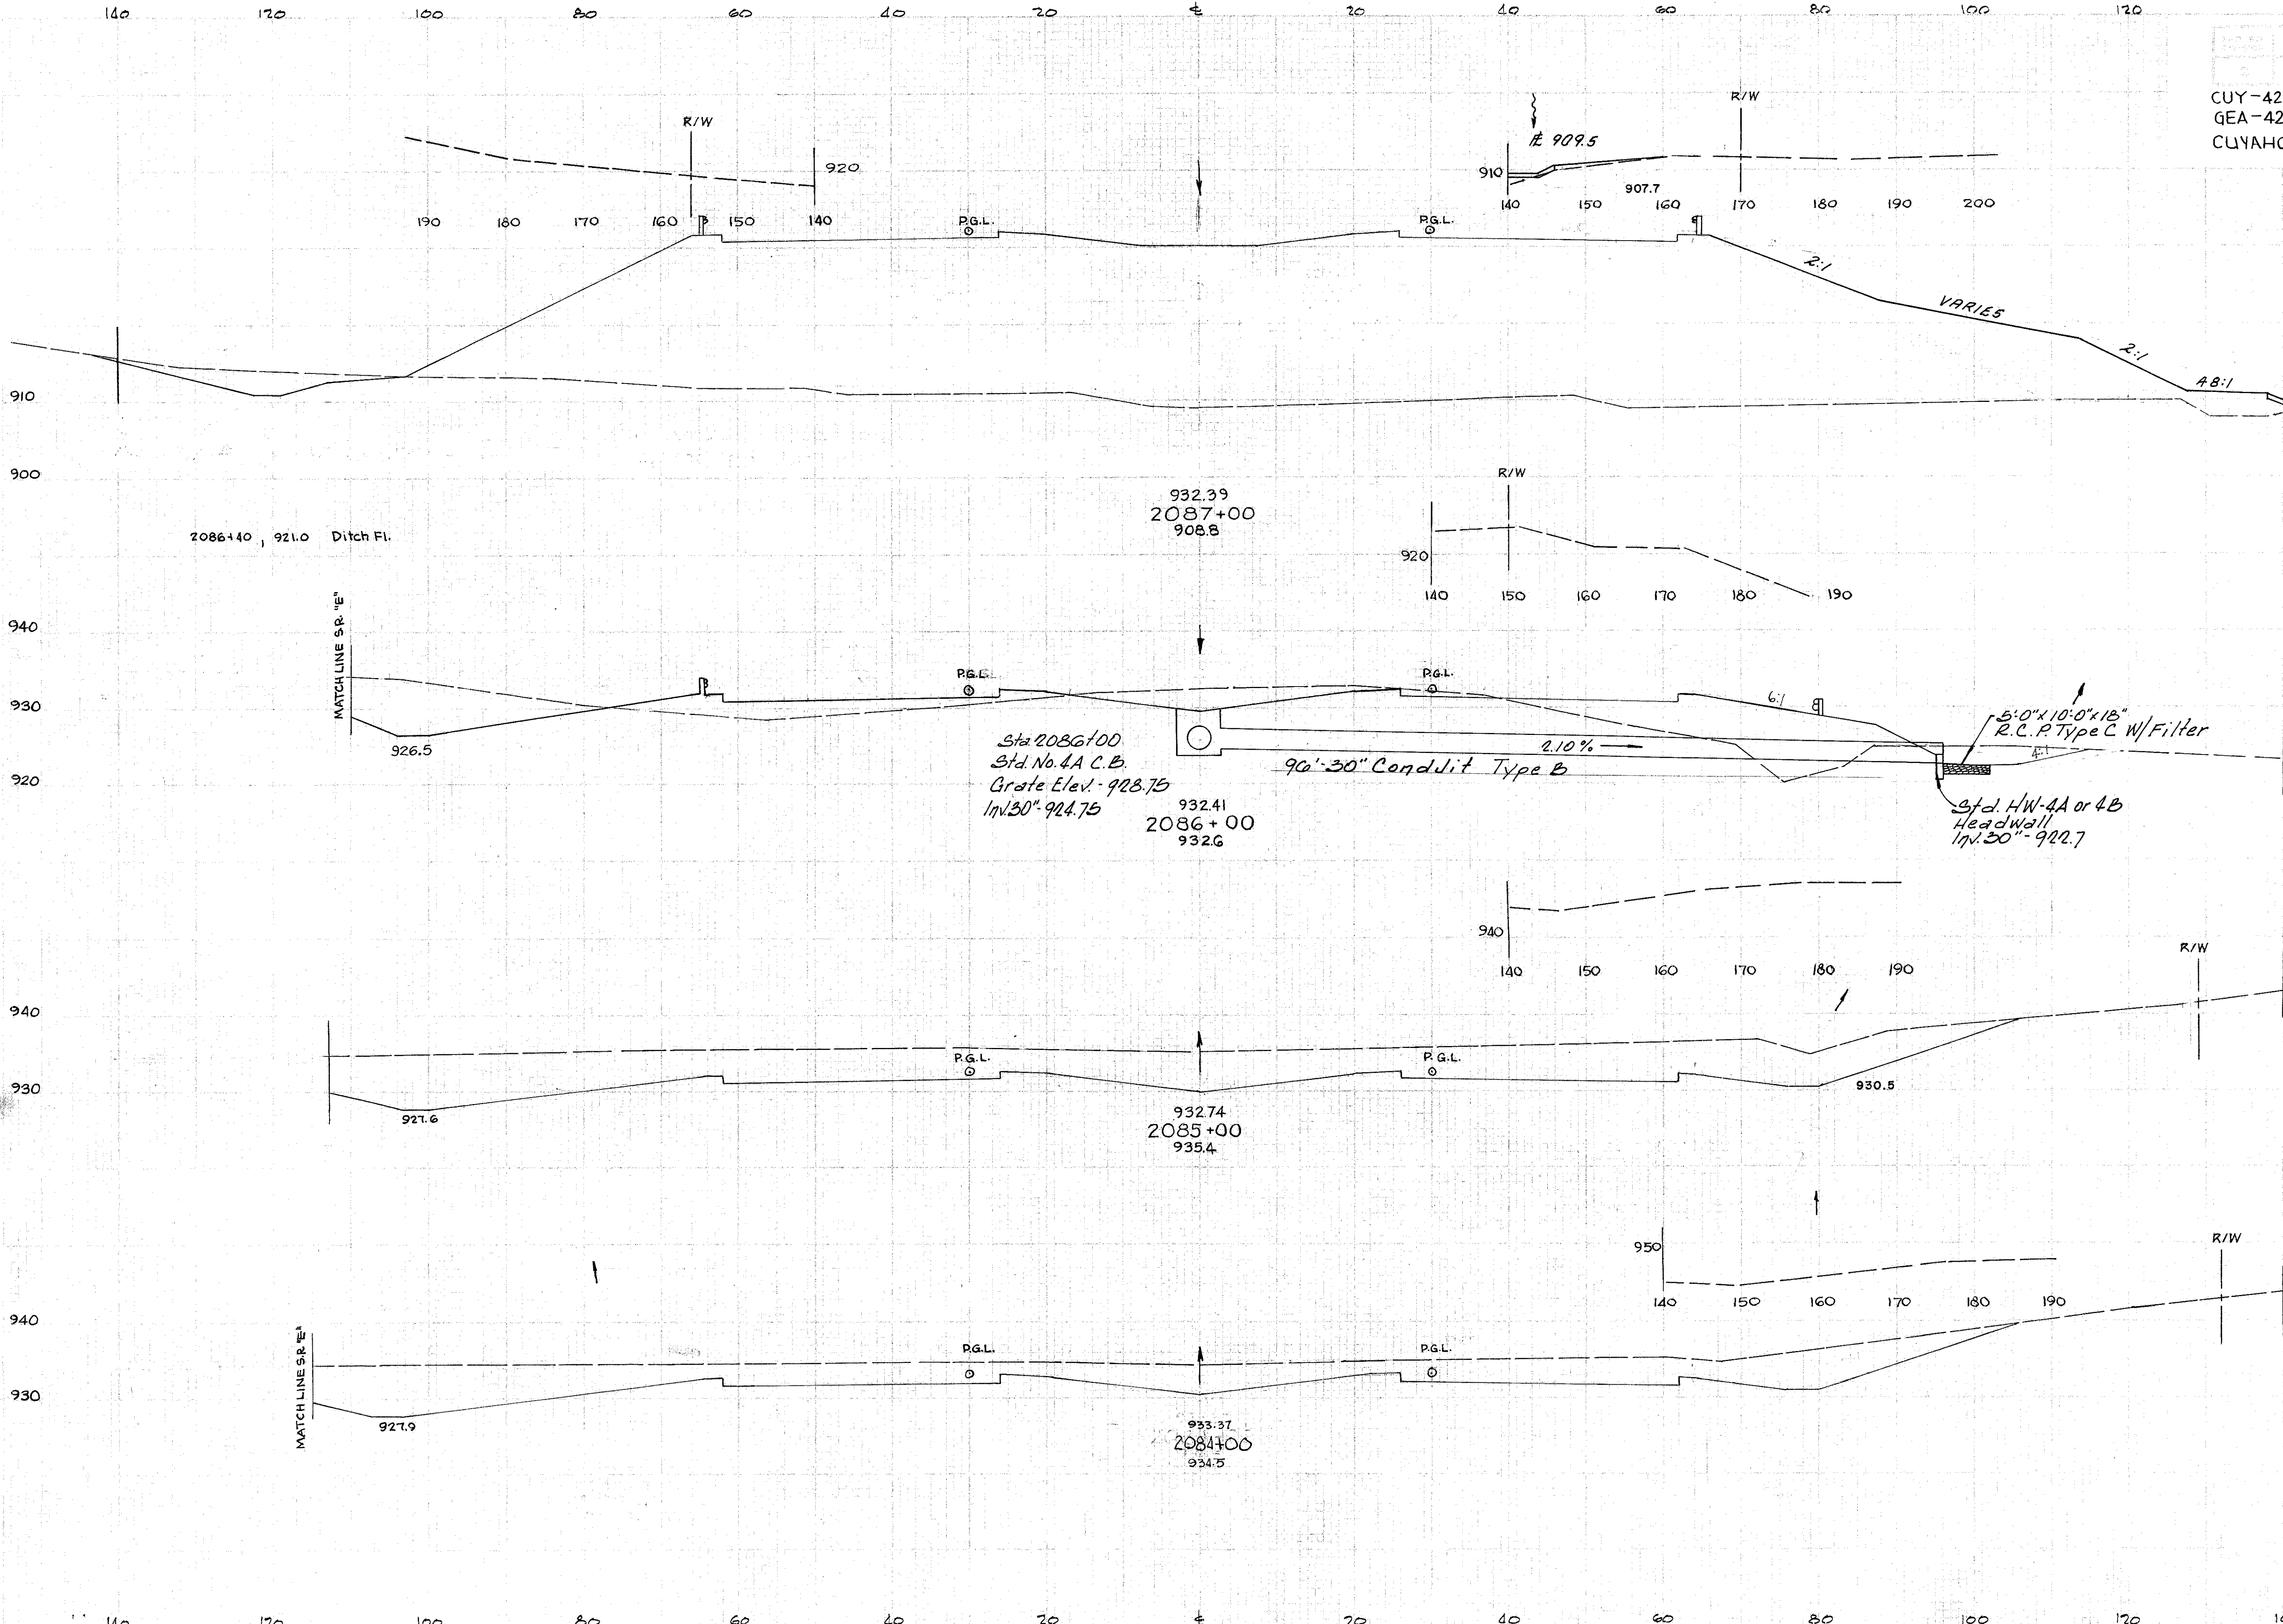 140 120 100 80 60 40 20 ℄ 20 40 60 80 100 120
CUY-42
GEA-42
CUYAHO
R/W
920
190 180 170 160 150 140
P.G.L.
P.G.L.
℄ 909.5
910
907.7
R/W
140 150 160 170 180 190 200
2:1
VARIES
2:1
48:1
910
900
932.39
2087+00
908.8
2086+40, 921.0 Ditch Fl.
R/W
920
140 150 160 170 180 190
940
930
920
MATCH LINE S.R. "E"
926.5
P.G.L.
P.G.L.
6:1
4:1
5'-0"x10'-0"x18"
R.C.P. Type C W/Filter
2.10%
96'-30" Conduit Type B
Sta. 2086+00
Std. No. 4A C.B.
Grate Elev. - 928.75
Inv. 30" - 924.75
932.41
2086+00
932.6
Std. H/W-4A or 4B
Headwall
Inv. 30" - 922.7
940
140 150 160 170 180 190
R/W
940
930
P.G.L.
P.G.L.
927.6
930.5
932.74
2085+00
935.4
950
140 150 160 170 180 190
R/W
940
930
MATCH LINE S.R. "E"
P.G.L.
P.G.L.
927.9
933.37
2084+00
934.5
140 120 100 80 60 40 20 ℄ 20 40 60 80 100 120